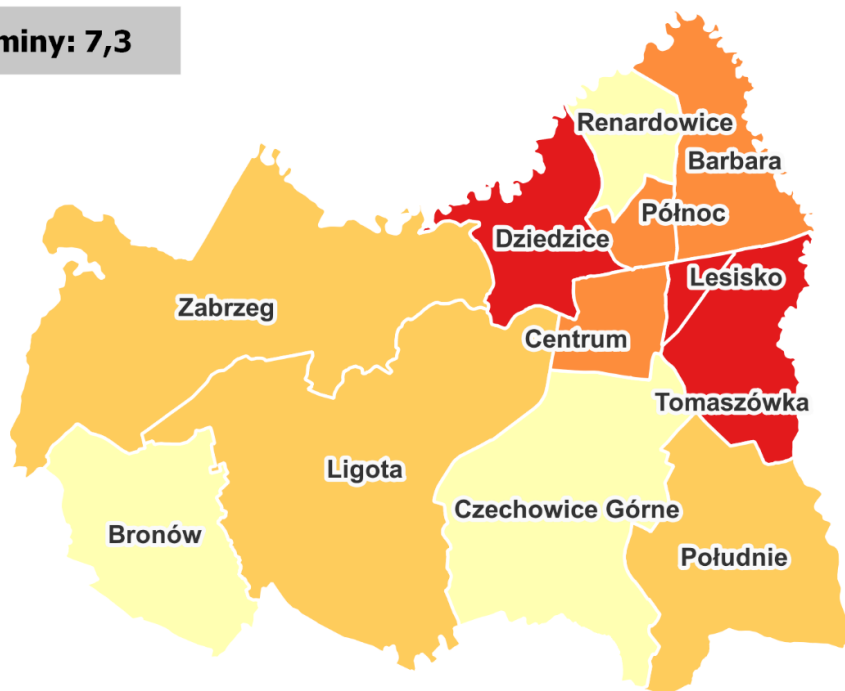 miny: 7,3
Renardowice
Barbara
Północ
Dziedzice
Lesisko
Zabrzeg
Centrum
Tomaszówka
Ligota
Czechowice Górne
Bronów
Południe